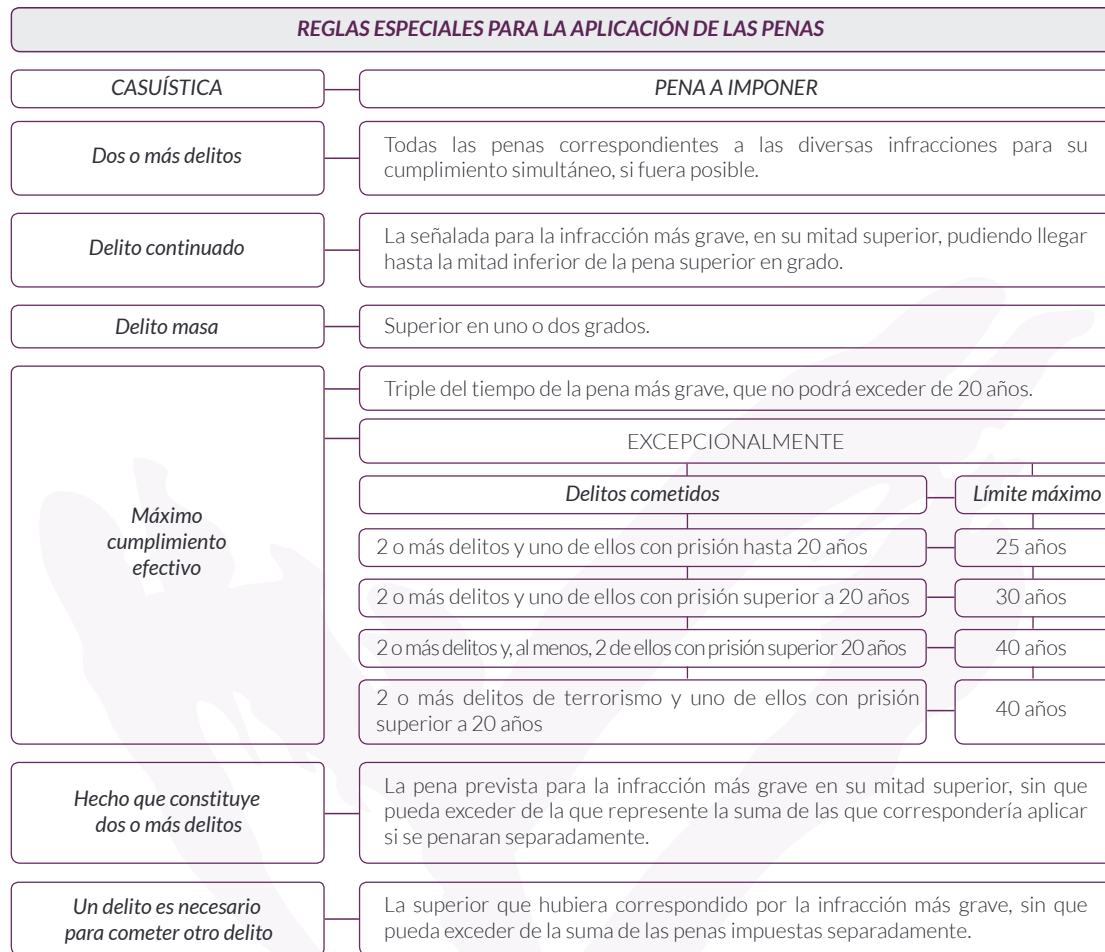 REGLAS ESPECIALES PARA LA APLICACIÓN DE LAS PENAS
CASUÍSTICA
PENA A IMPONER
Dos o más delitos
Todas las penas correspondientes a las diversas infracciones para su
cumplimiento simultáneo, si fuera posible.
Delito continuado
La señalada para la infracción más grave, en su mitad superior, pudiendo llegar
hasta la mitad inferior de la pena superior en grado.
Delito masa
Superior en uno o dos grados.
Máximo
cumplimiento
efectivo
Triple del tiempo de la pena más grave, que no podrá exceder de 20 años.
EXCEPCIONALMENTE
Delitos cometidos
Límite máximo
2 o más delitos y uno de ellos con prisión hasta 20 años
25 años
2 o más delitos y uno de ellos con prisión superior a 20 años
30 años
2 o más delitos y, al menos, 2 de ellos con prisión superior 20 años
40 años
2 o más delitos de terrorismo y uno de ellos con prisión
superior a 20 años
40 años
Hecho que constituye
dos o más delitos
La pena prevista para la infracción más grave en su mitad superior, sin que
pueda exceder de la que represente la suma de las que correspondería aplicar
si se penaran separadamente.
Un delito es necesario
para cometer otro delito
La superior que hubiera correspondido por la infracción más grave, sin que
pueda exceder de la suma de las penas impuestas separadamente.